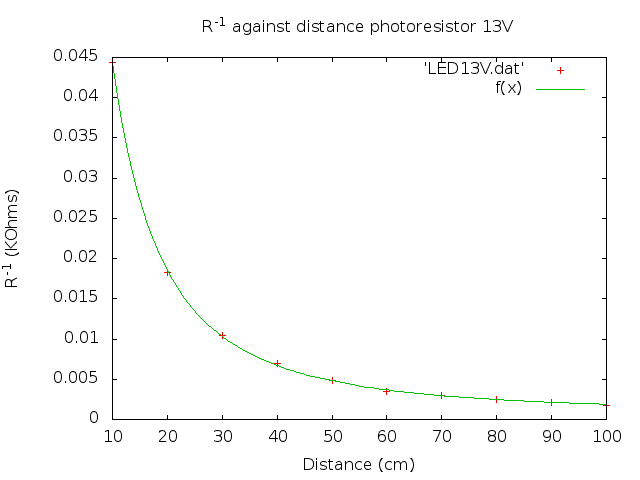 R-1 against distance photoresistor 13V
0.045
0.04
0.035
0.03
0.025
0.02
0.015
0.01
0.005
0
'LED13V.dat'
f(x)
R-1 (KOhms)
10 20 30 40 50 60 70 80 90 100
Distance (cm)